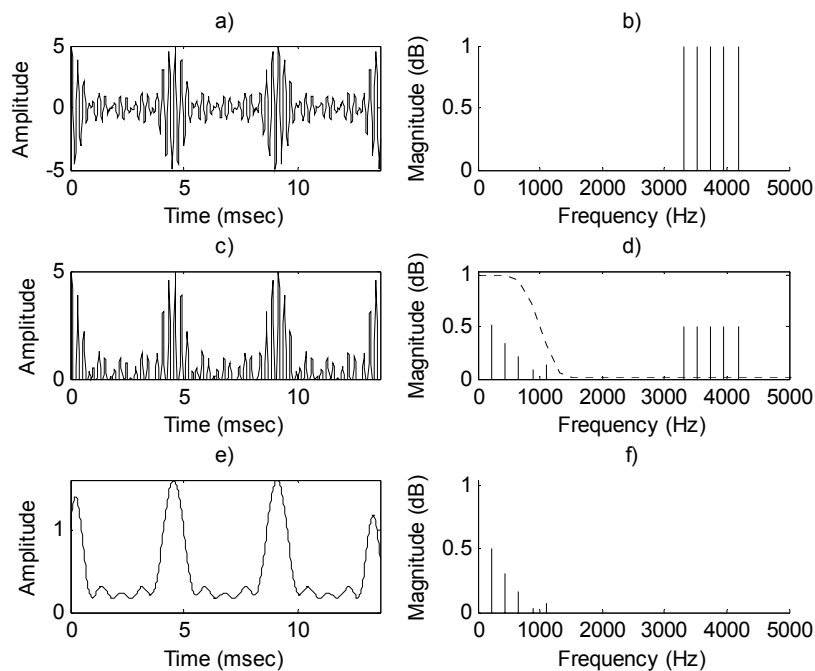 a)
5
0
-5
0 5 10
Amplitude
Time (msec)
b)
1
0.5
0
0 1000 2000 3000 4000 5000
Magnitude (dB)
Frequency (Hz)
c)
5
0
0 5 10
Amplitude
Time (msec)
d)
1
0.5
0
0 1000 2000 3000 4000 5000
Magnitude (dB)
Frequency (Hz)
e)
1
0
0 5 10
Amplitude
Time (msec)
f)
1
0.5
0
0 1000 2000 3000 4000 5000
Magnitude (dB)
Frequency (Hz)